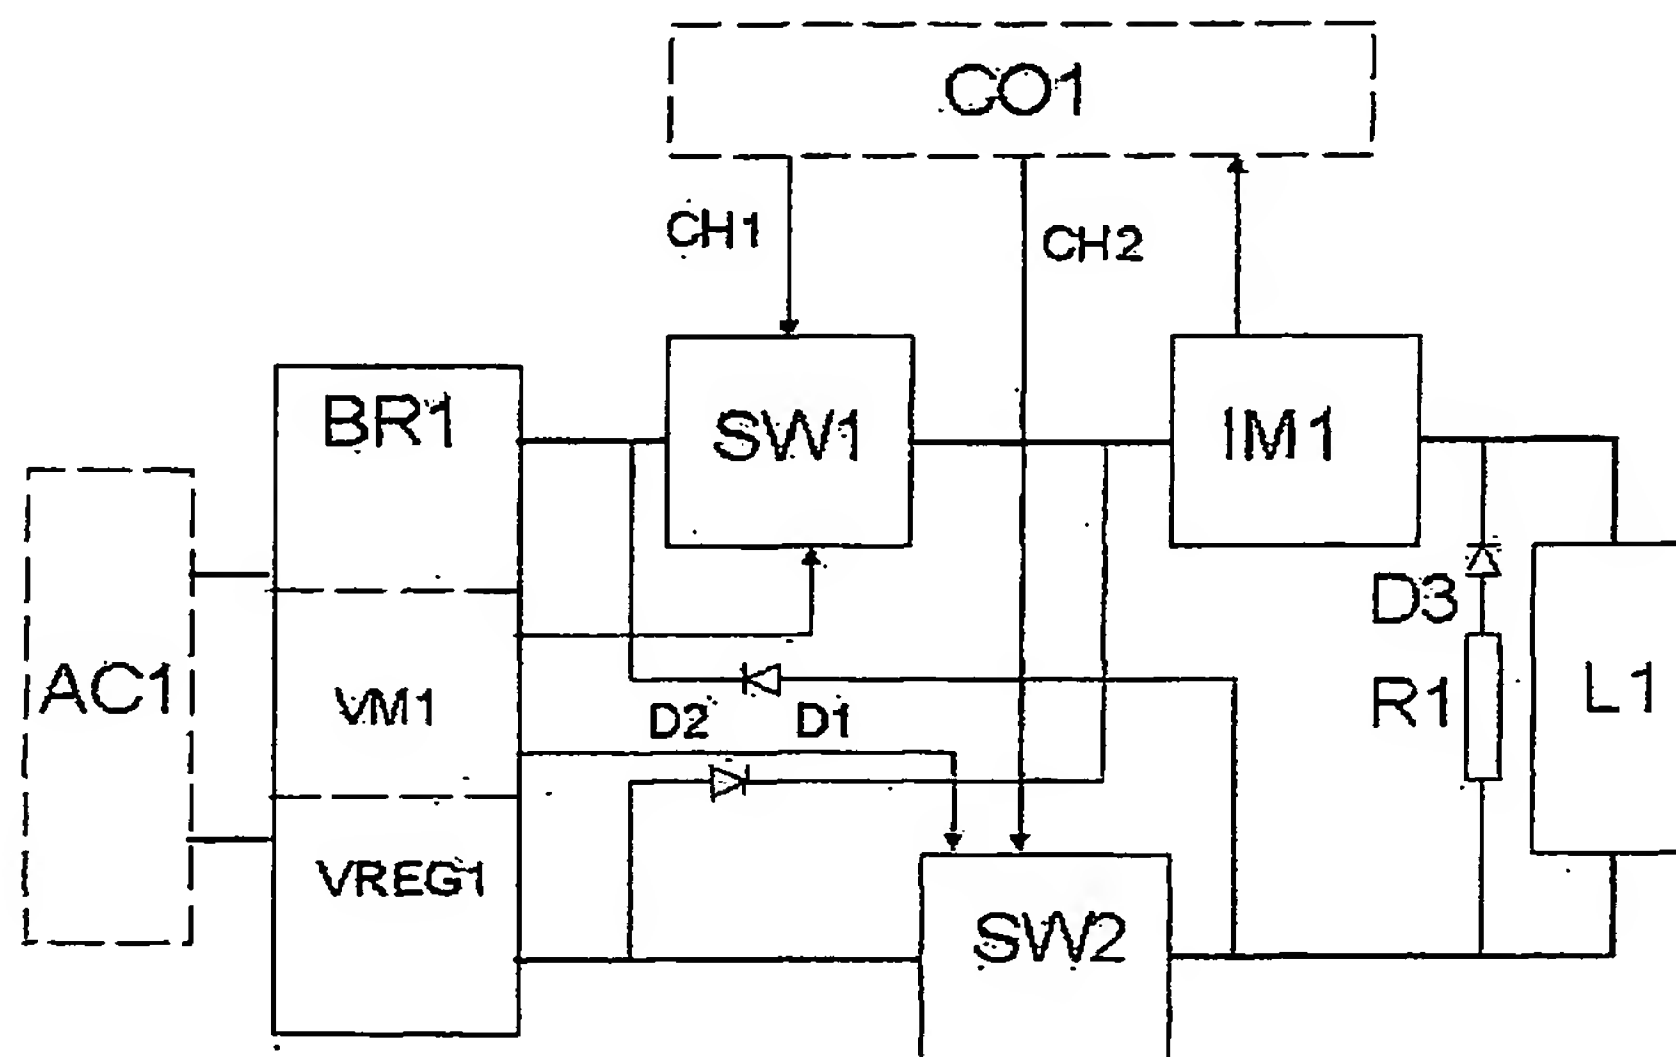 CO1
CH1
CH2
BR1
SW1
IM1
AC1
VM1
D2 D1
D3
R1
L1
VREG1
SW2